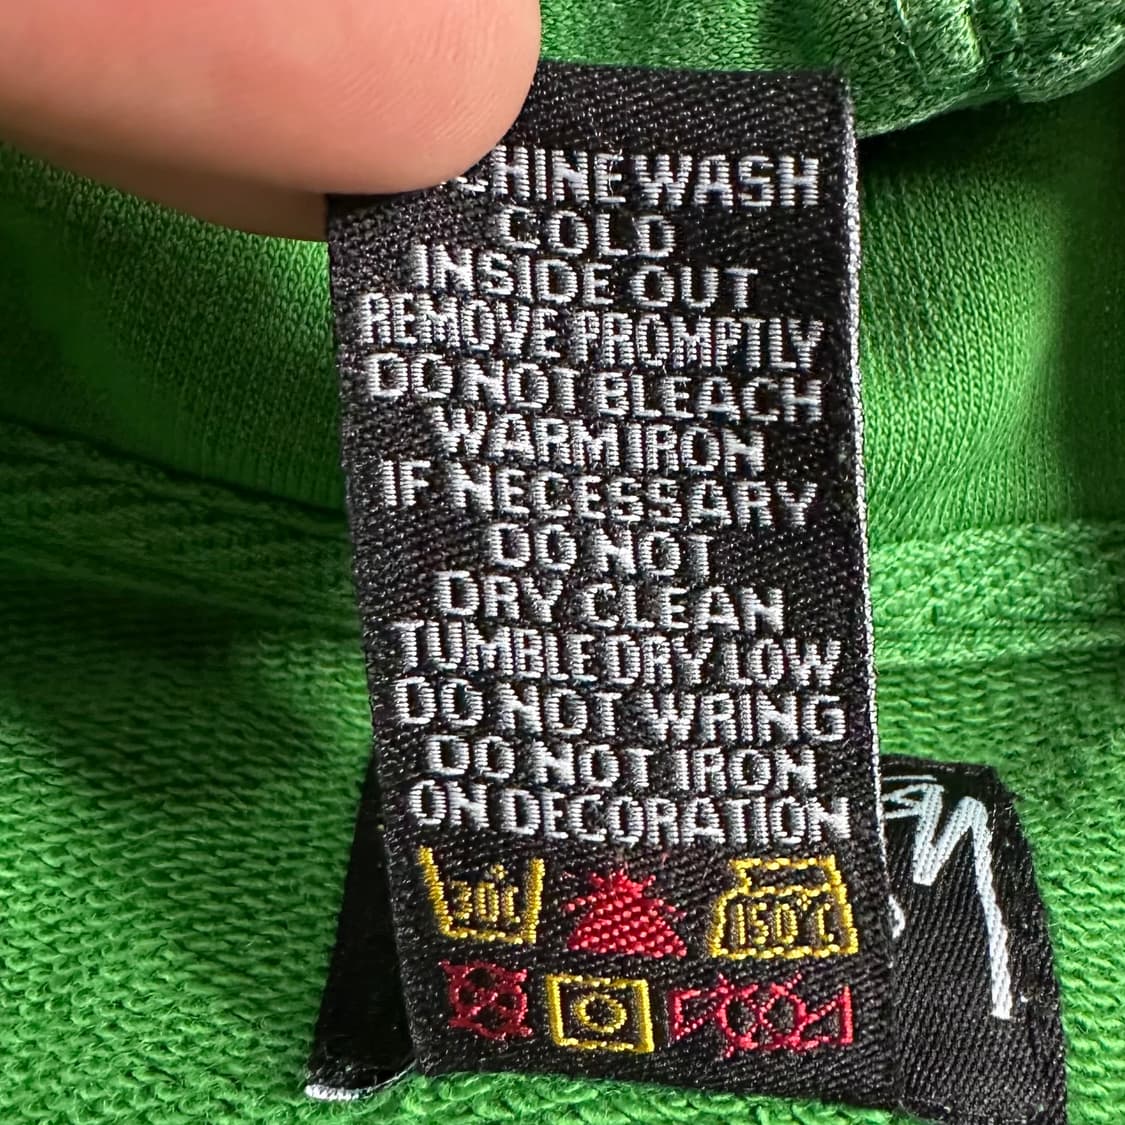 CHINE WASH
COLD
INSIDE OUT
REMOVE PROMPTLY
DO NOT BLEACH
WARM IRON
IF NECESSARY
DO NOT
DRY CLEAN
TUMBLE DRY LOW
DO NOT WRING
DO NOT IRON
ON DECORATION
30°C
150°C